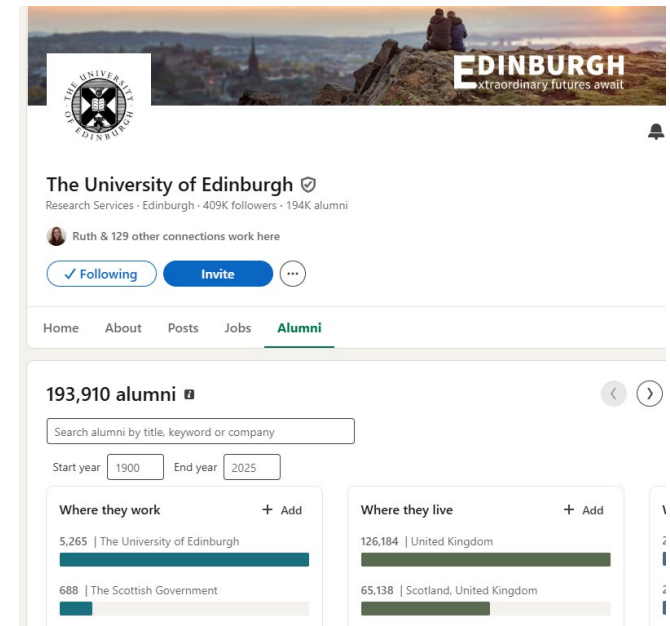 EDINBURGH
Extraordinary futures await
THE UNIVERSITY OF EDINBURGH
The University of Edinburgh
Research Services · Edinburgh · 409K followers · 194K alumni
Ruth & 129 other connections work here
✓ Following Invite ···
Home About Posts Jobs Alumni
193,910 alumni
Search alumni by title, keyword or company
Start year 1900 End year 2025
Where they work + Add
5,265 | The University of Edinburgh
688 | The Scottish Government
Where they live + Add
126,184 | United Kingdom
65,138 | Scotland, United Kingdom